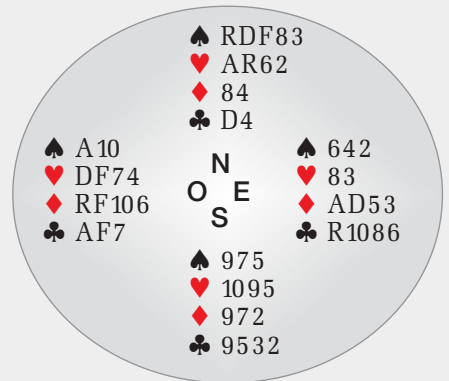 ♠ RDF83
♥ AR62
♦ 84
♣ D4
♠ A10
♥ DF74
♦ RF106
♣ AF7
N
O E
S
♠ 642
♥ 83
♦ AD53
♣ R1086
♠ 975
♥ 1095
♦ 972
♣ 9532